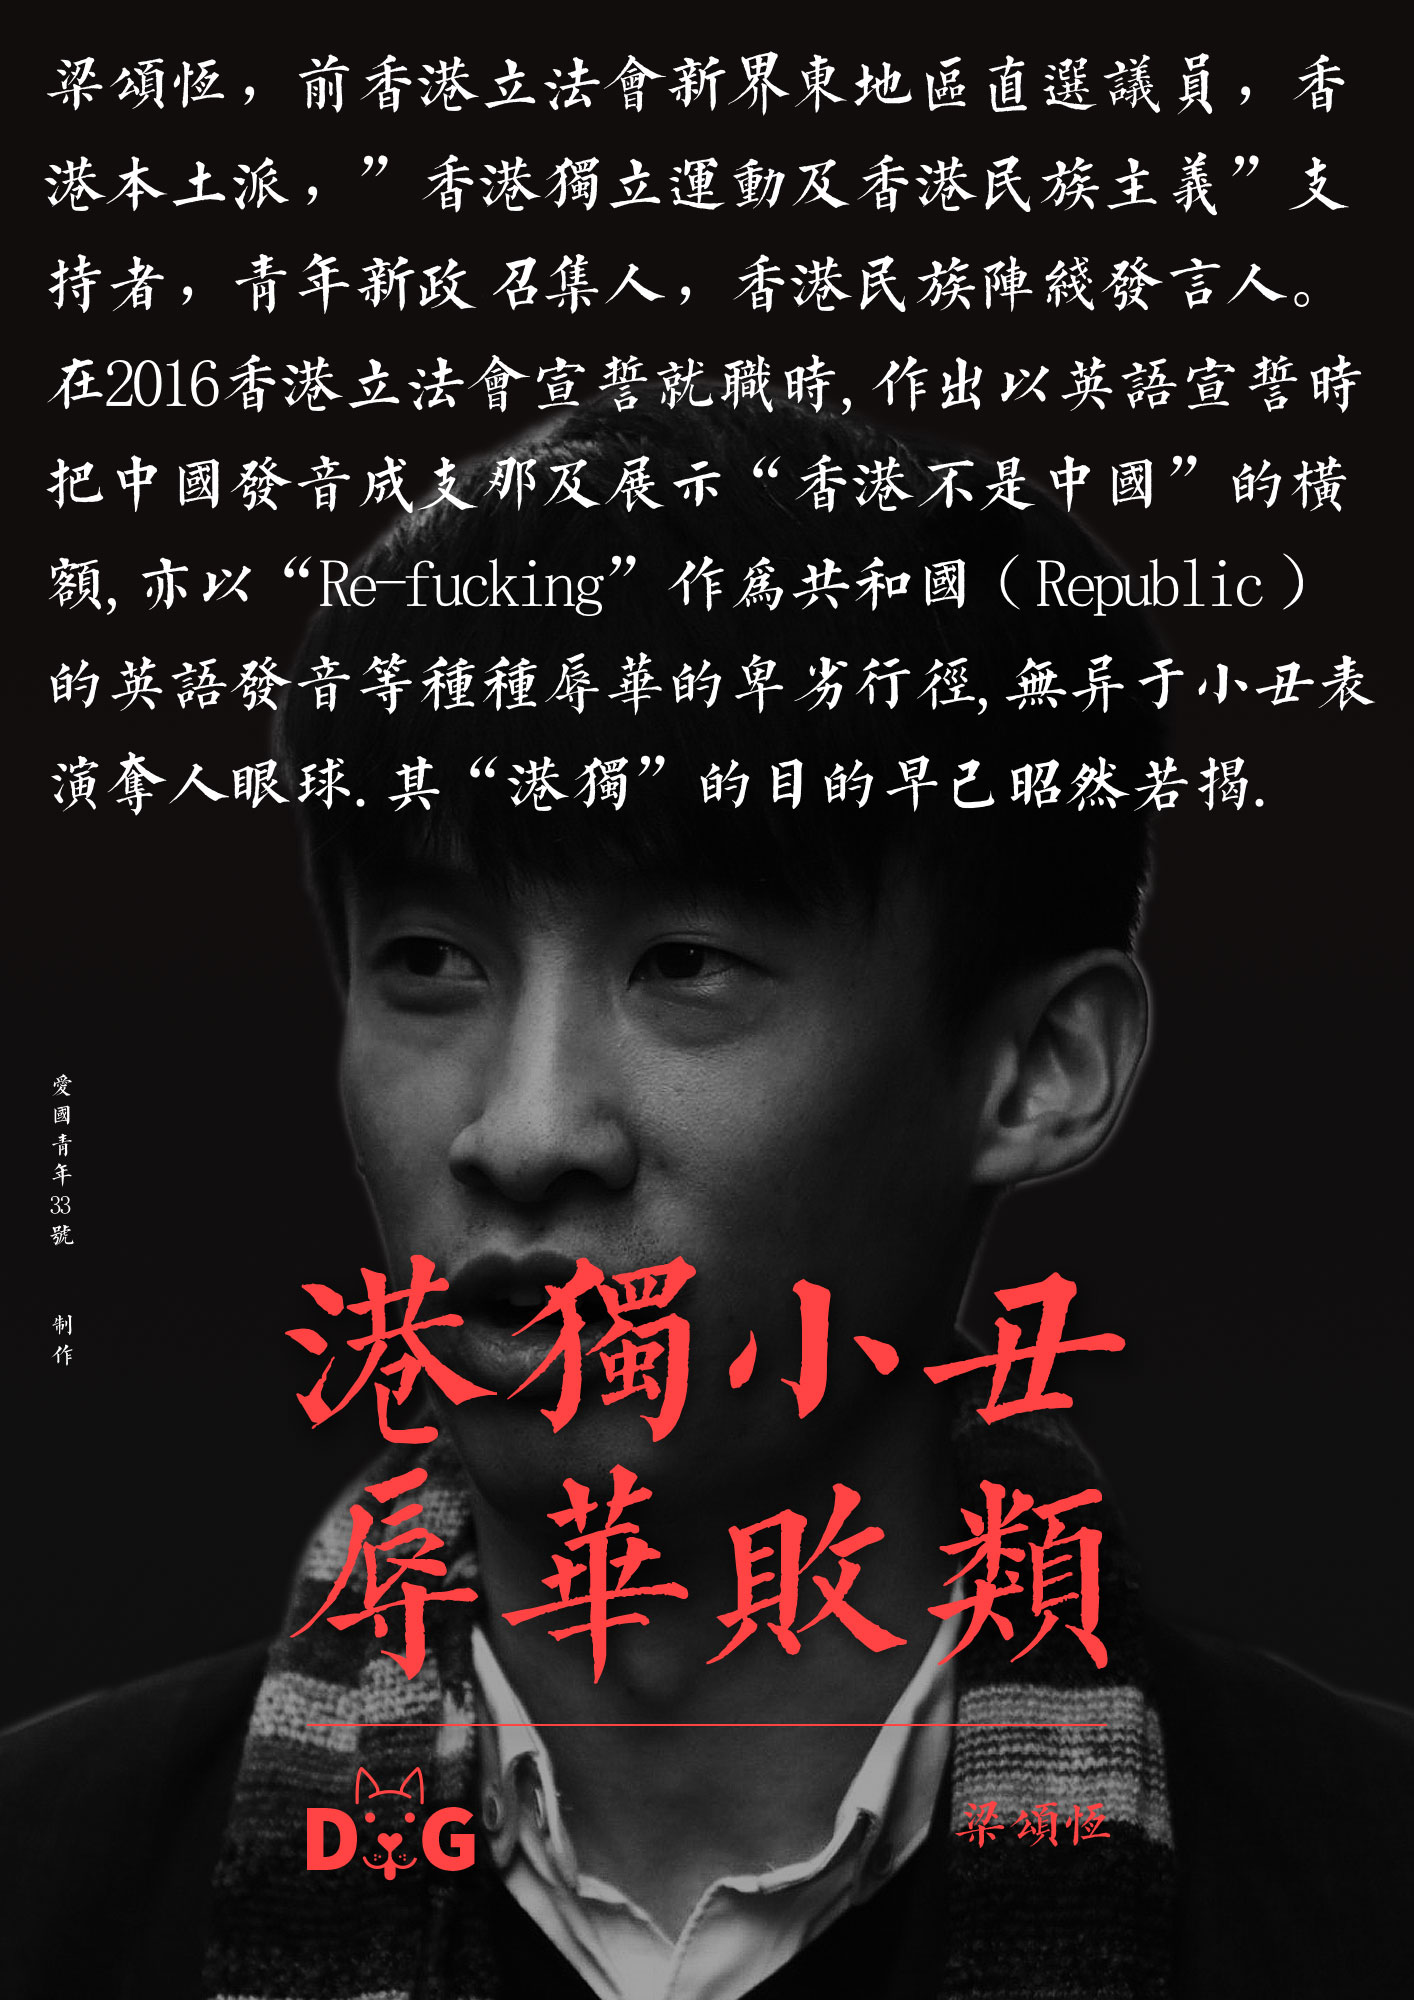 梁頌恆，前香港立法會新界東地區直選議員，香
港本土派，”香港獨立運動及香港民族主義”支
持者，青年新政 召集人，香港民族陣綫發言人。
在2016香港立法會宣誓就職時,作出以英語宣誓時
把中國發音成支那及展示“香港不是中國”的橫
額,亦以“Re-fucking”作爲共和國（Republic）
的英語發音等種種辱華的卑劣行徑,無异于小丑表
演奪人眼球.其“港獨”的目的早已昭然若揭.
愛國青年33號 制作
港獨小丑
辱華敗類
DOG
梁頌恆